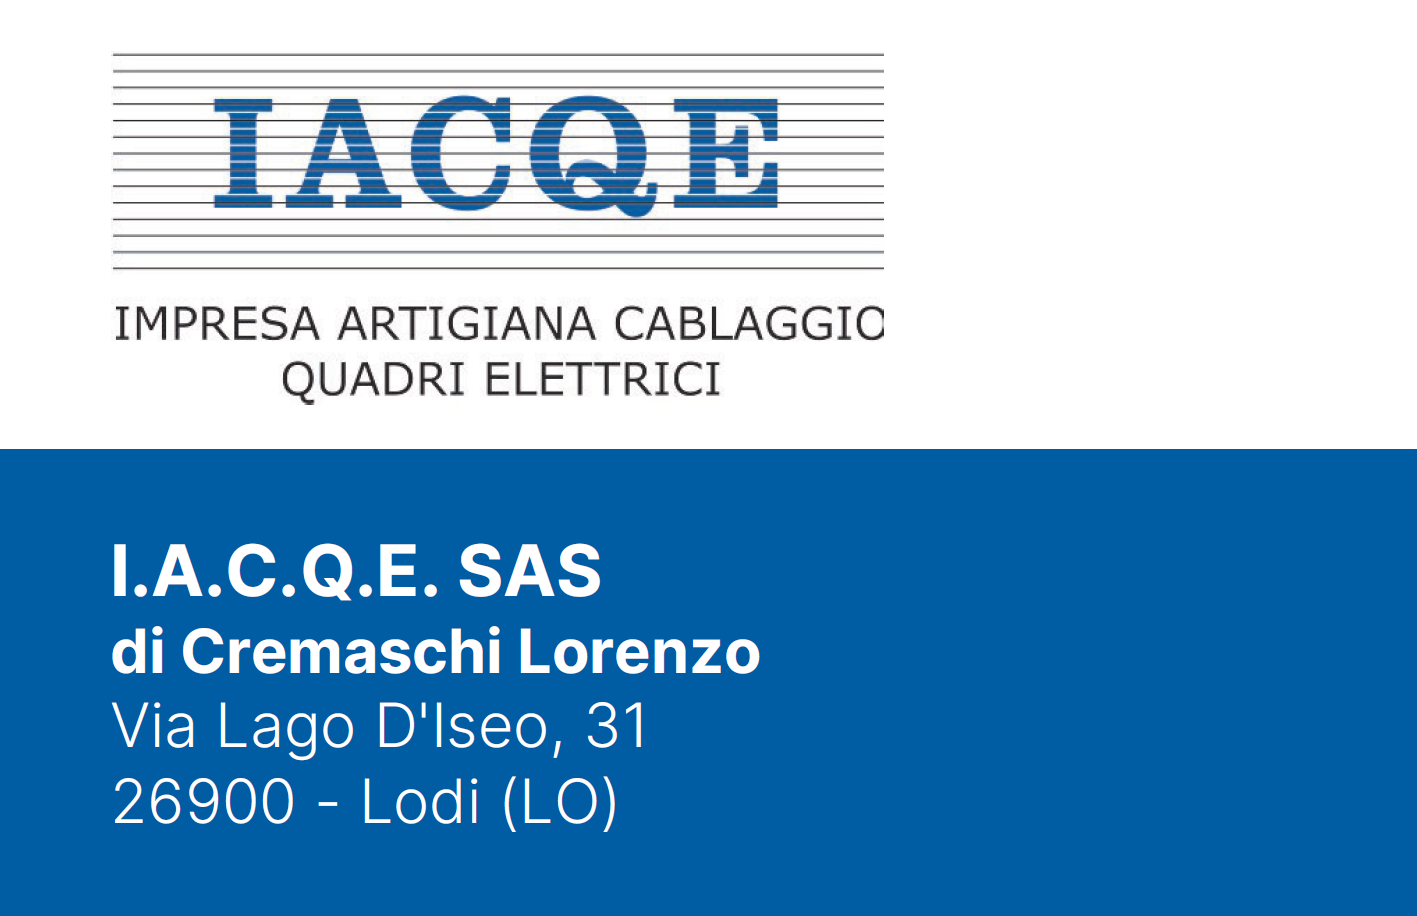 IACQE
IMPRESA ARTIGIANA CABLAGGIO
QUADRI ELETTRICI
I.A.C.Q.E. SAS
di Cremaschi Lorenzo
Via Lago D'Iseo, 31
26900 - Lodi (LO)